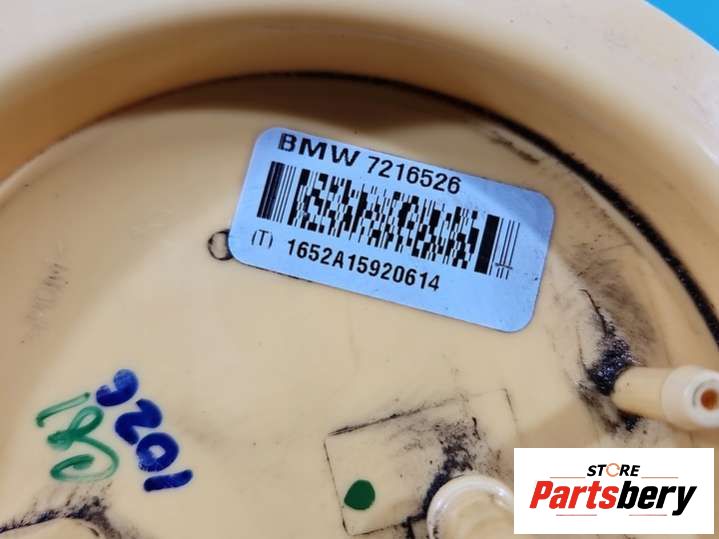 BMW 7216526
(T) 1652A15920614
1026
STORE
Partsbery